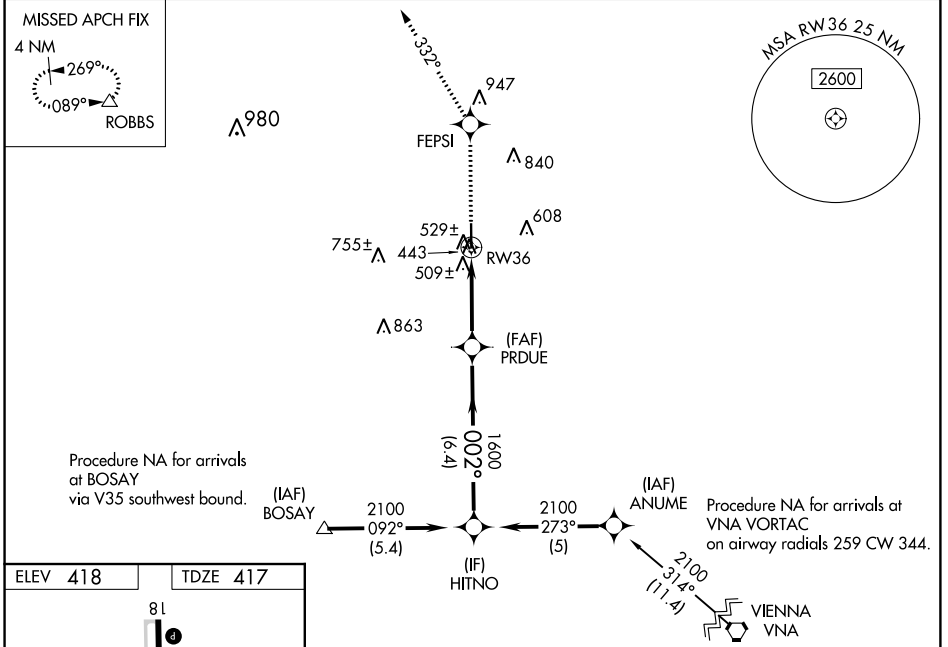 MISSED APCH FIX
4 NM
269°
089°
ROBBS
332°
947
FEPSI
980
840
MSA RW36 25 NM
2600
608
529±
755±
443
RW36
509±
863
(FAF)
PRDUE
1600
002°
(6.4)
Procedure NA for arrivals
at BOSAY
via V35 southwest bound.
(IAF)
BOSAY
2100
092°
(5.4)
(IF)
HITNO
2100
273°
(5)
(IAF)
ANUME
Procedure NA for arrivals at
VNA VORTAC
on airway radials 259 CW 344.
2100
314°
(11.4)
VIENNA
VNA
ELEV 418
TDZE 417
18
P